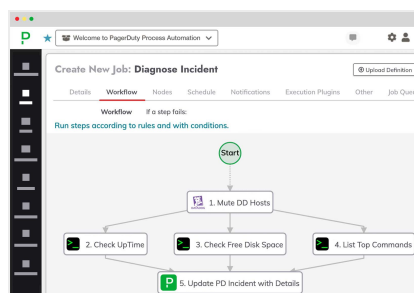 P
Welcome to PagerDuty Process Automation
Create New Job: Diagnose Incident
Upload Definition
Details Workflow Nodes Schedule Notifications Execution Plugins Other Job Que
Workflow If a step fails:
Run steps according to rules and with conditions.
Start
1. Mute DD Hosts
2. Check UpTime
3. Check Free Disk Space
4. List Top Commands
P 5. Update PD Incident with Details